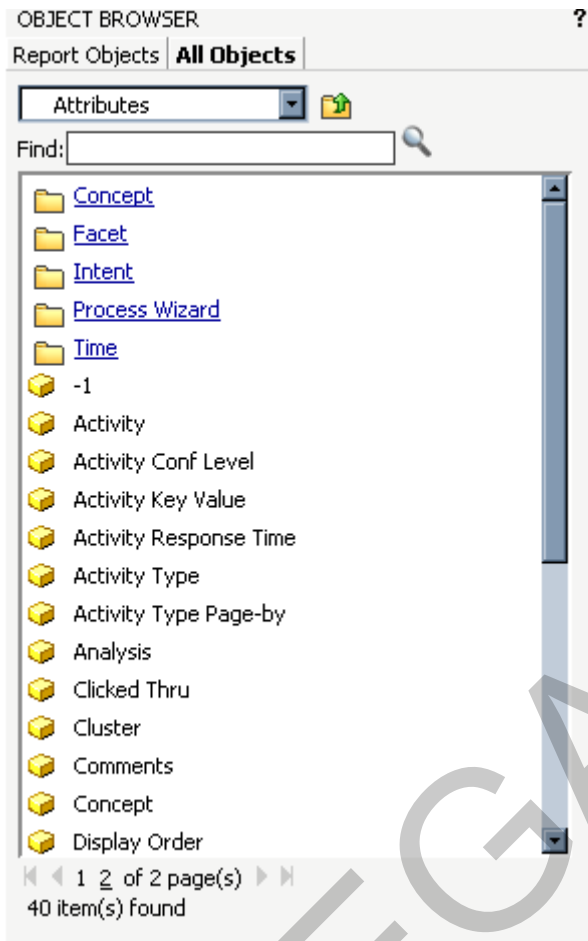 OBJECT BROWSER ?
Report Objects All Objects
Attributes
Find:
Concept
Facet
Intent
Process Wizard
Time
-1
Activity
Activity Conf Level
Activity Key Value
Activity Response Time
Activity Type
Activity Type Page-by
Analysis
Clicked Thru
Cluster
Comments
Concept
Display Order
1 2 of 2 page(s)
40 item(s) found